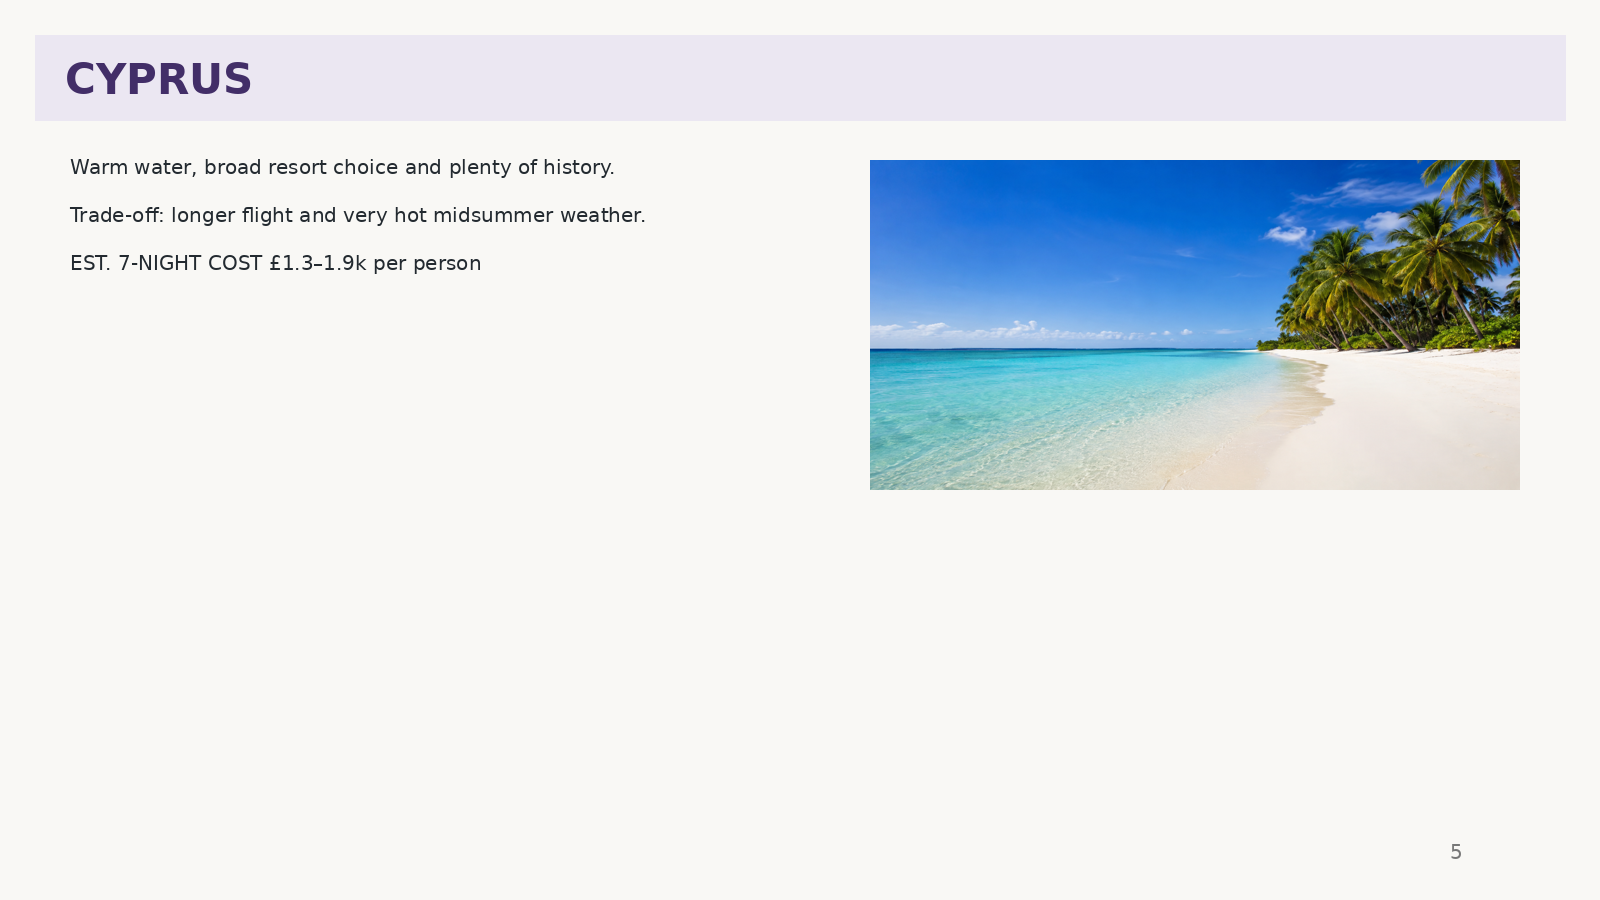 CYPRUS
Warm water, broad resort choice and plenty of history.
Trade-off: longer flight and very hot midsummer weather.
EST. 7-NIGHT COST £1.3–1.9k per person
5